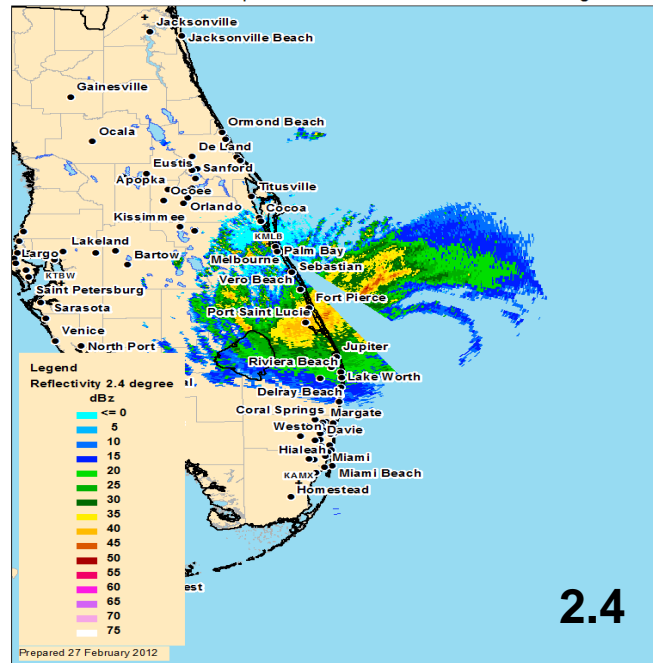 Jacksonville
Jacksonville Beach
Gainesville
Ormond Beach
Ocala
De Land
Eustis
Sanford
Apopka
Titusville
Ocoee
Orlando
Cocoa
Kissimmee
KMLB
Lakeland
Palm Bay
Largo
Bartow
Melbourne
Sebastian
KTBW
Vero Beach
Saint Petersburg
Fort Pierce
Sarasota
Port Saint Lucie
Venice
North Port
Jupiter
Riviera Beach
Lake Worth
Delray Beach
Coral Springs
Margate
Weston
Davie
Hialeah
Miami
Miami Beach
KAMX
Homestead
Legend
Reflectivity 2.4 degree
dBz
<= 0
5
10
15
20
25
30
35
40
45
50
55
60
65
70
75
2.4
Prepared 27 February 2012